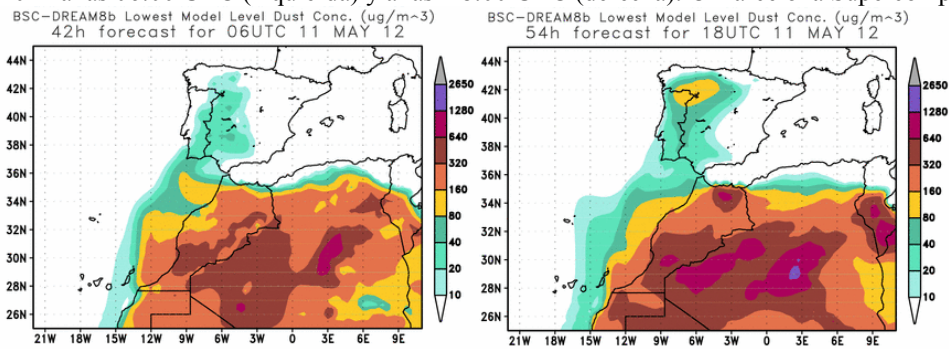 BSC-DREAM8b Lowest Model Level Dust Conc. (ug/m^3)
42h forecast for 06UTC 11 MAY 12
44N
42N
40N
38N
36N
34N
32N
30N
28N
26N
21W 18W 15W 12W 9W 6W 3W 0 3E 6E 9E
2650
1280
640
320
160
80
40
20
10
BSC-DREAM8b Lowest Model Level Dust Conc. (ug/m^3)
54h forecast for 18UTC 11 MAY 12
44N
42N
40N
38N
36N
34N
32N
30N
28N
26N
21W 18W 15W 12W 9W 6W 3W 0 3E 6E 9E
2650
1280
640
320
160
80
40
20
10